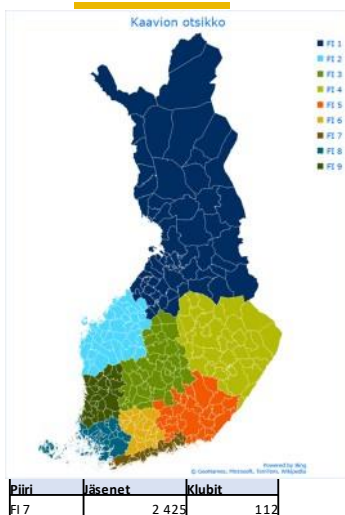 Kaavion otsikko
FI 1
FI 2
FI 3
FI 4
FI 5
FI 6
FI 7
FI 8
FI 9
Powered by Bing
© GeoNames, Microsoft, TomTom, Wikipedia
Piiri Jäsenet Klubit
FI 7 2 425 112